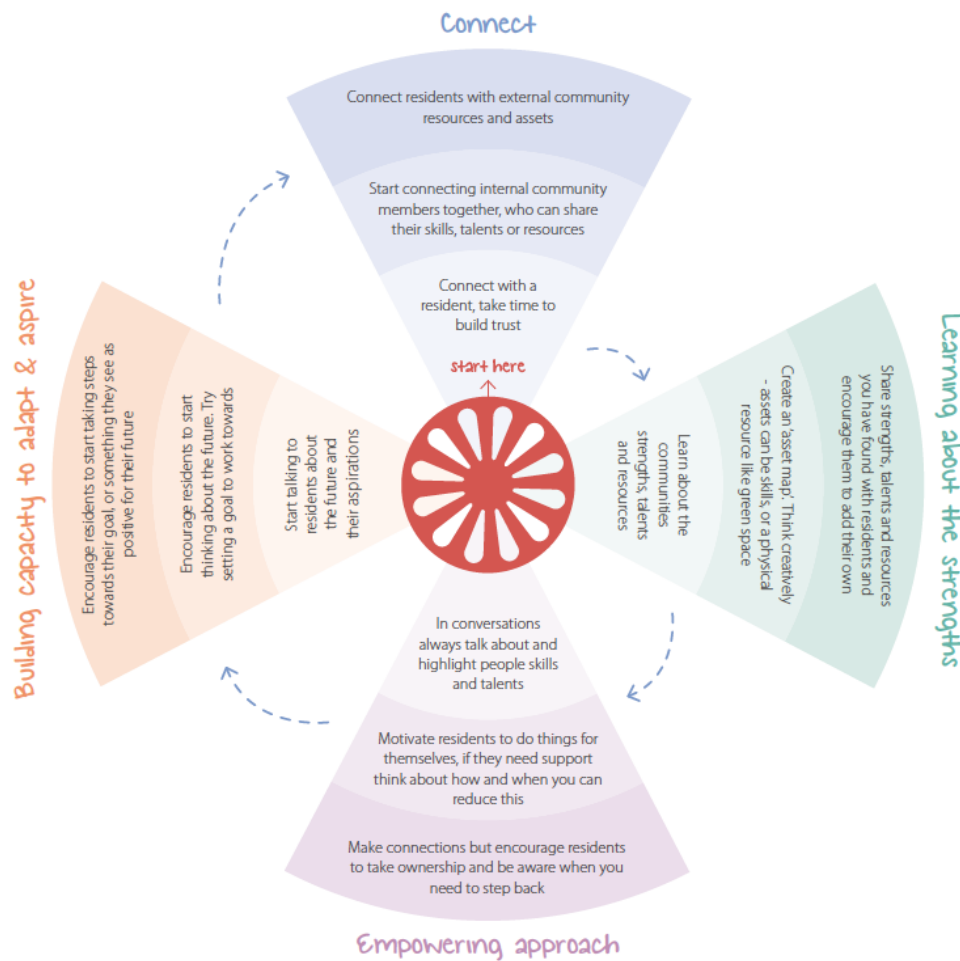 Connect
Connect residents with external community
resources and assets
Start connecting internal community
members together, who can share
their skills, talents or resources
Connect with a
resident, take time to
build trust
start here
Learning about the strengths
Learn about the
communities
strengths, talents
and resources
Create an 'asset map'. Think creatively
- assets can be skills, or a physical
resource like green space
Share strengths, talents and resources
you have found with residents and
encourage them to add their own
In conversations
always talk about and
highlight people skills
and talents
Motivate residents to do things for
themselves, if they need support
think about how and when you can
reduce this
Make connections but encourage residents
to take ownership and be aware when you
need to step back
Empowering approach
Building capacity to adapt & aspire
Start talking to
residents about
the future and
their aspirations
Encourage residents to start
thinking about the future. Try
setting a goal to work towards
Encourage residents to start taking steps
towards their goal, or something they see as
positive for their future